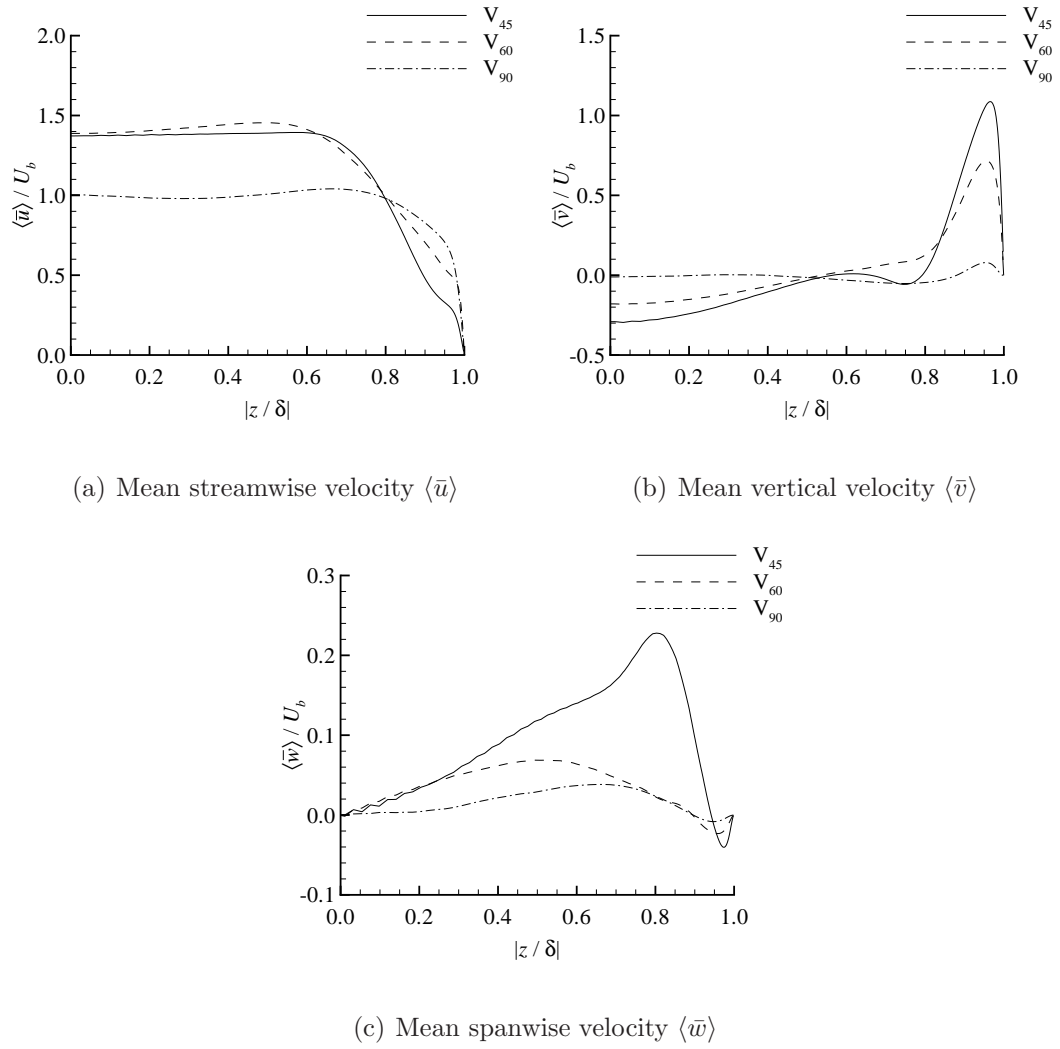 V45
V60
V90
2.0
1.5
1.0
0.5
0.0
⟨ū⟩ / U_b
0.0 0.2 0.4 0.6 0.8 1.0
|z / δ|
(a) Mean streamwise velocity ⟨ū⟩
V45
V60
V90
1.5
1.0
0.5
0.0
-0.5
⟨v̄⟩ / U_b
0.0 0.2 0.4 0.6 0.8 1.0
|z / δ|
(b) Mean vertical velocity ⟨v̄⟩
V45
V60
V90
0.3
0.2
0.1
0.0
-0.1
⟨w̄⟩ / U_b
0.0 0.2 0.4 0.6 0.8 1.0
|z / δ|
(c) Mean spanwise velocity ⟨w̄⟩